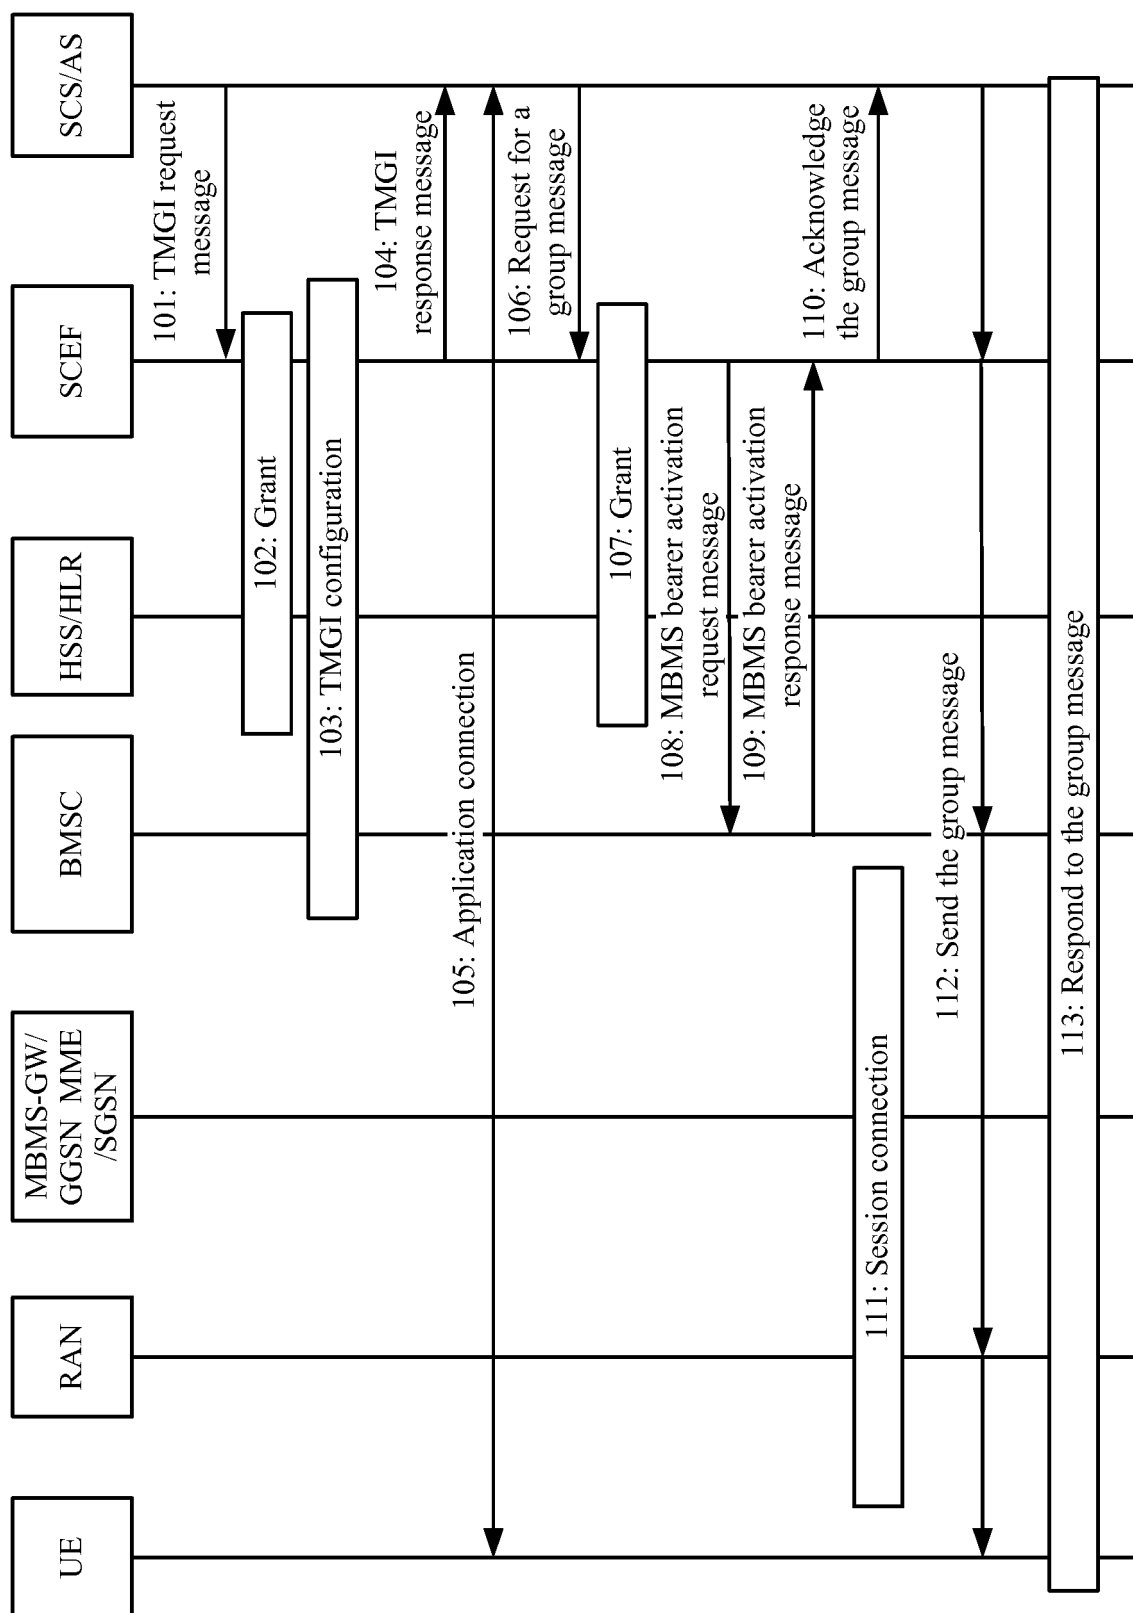 UE
RAN
MBMS-GW/
GGSN MME
/SGSN
BMSC
HSS/HLR
SCEF
SCS/AS
101: TMGI request
message
102: Grant
103: TMGI configuration
104: TMGI
response message
105: Application connection
106: Request for a
group message
107: Grant
108: MBMS bearer activation
request message
109: MBMS bearer activation
response message
110: Acknowledge
the group message
111: Session connection
112: Send the group message
113: Respond to the group message